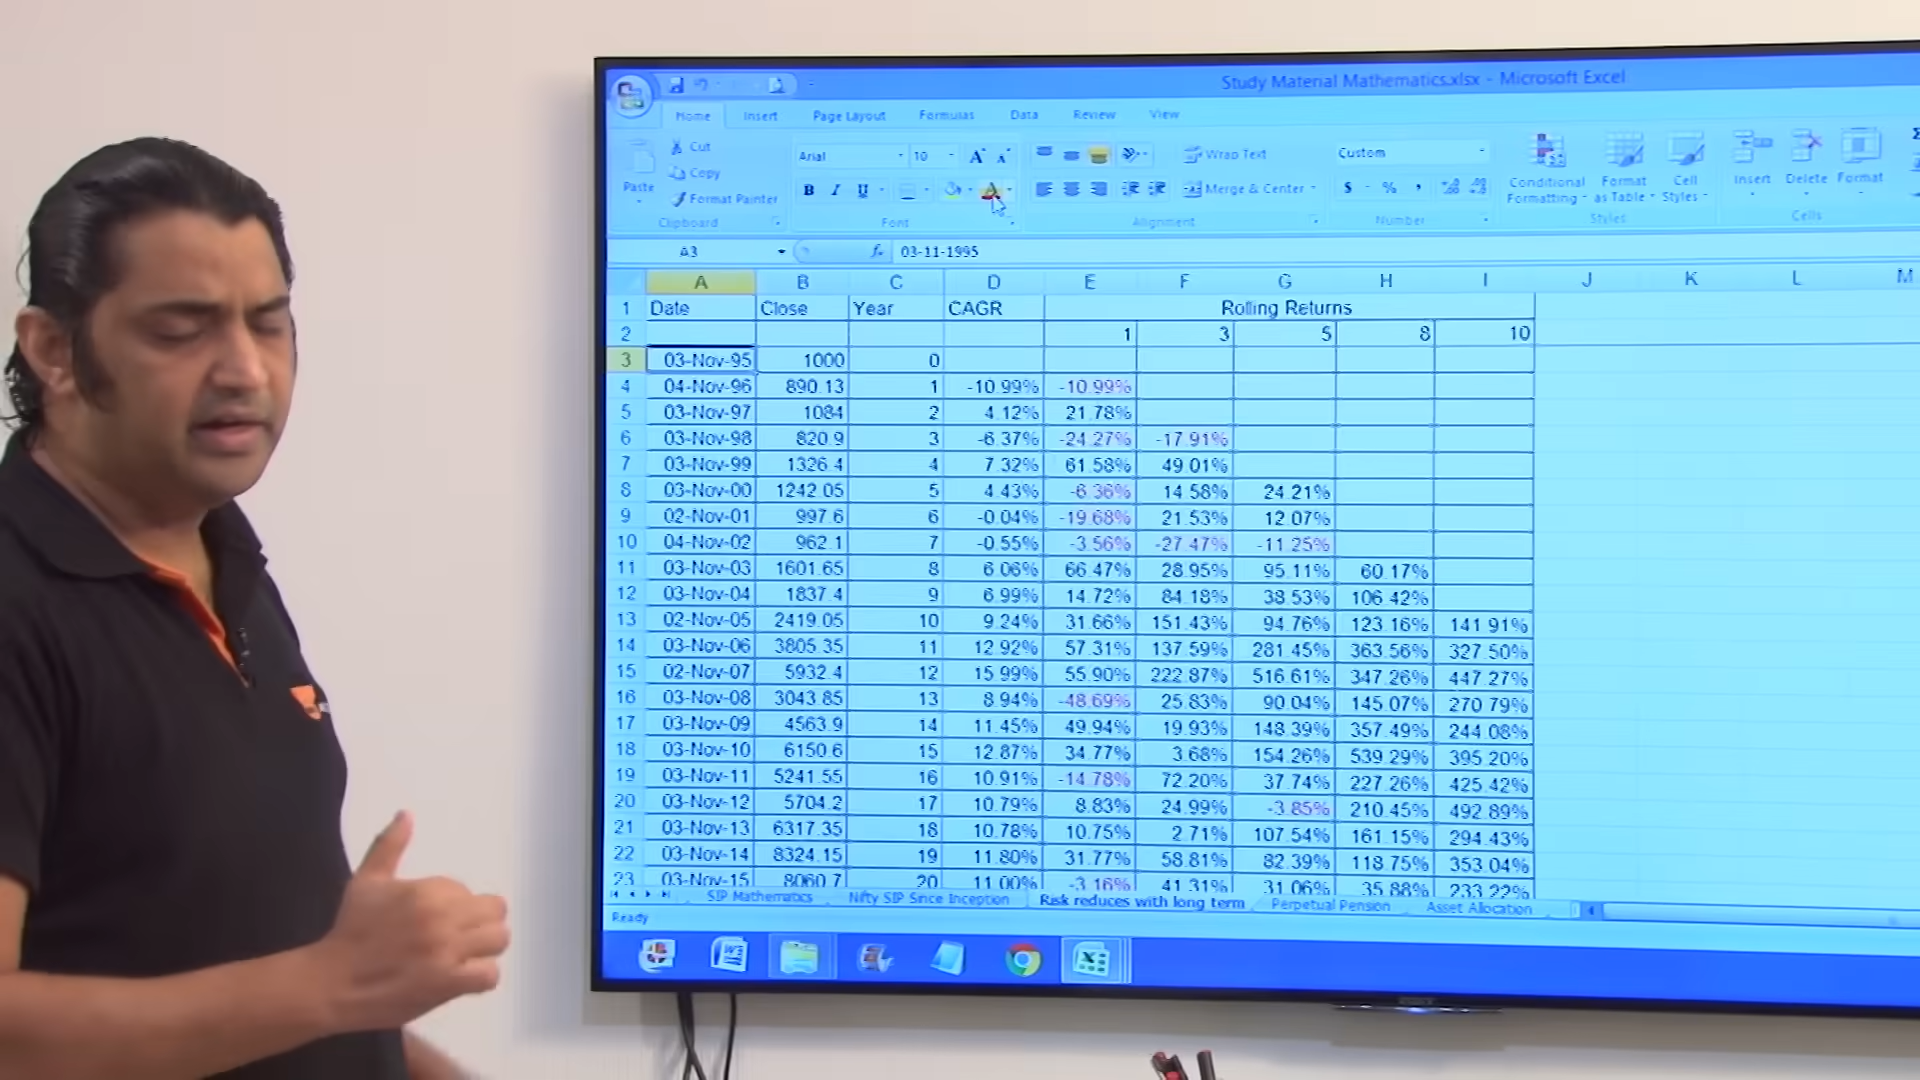 Study Material Mathematics.xlsx - Microsoft Excel
Home Insert Page Layout Formulas Data Review View
Paste Cut Copy Format Painter Clipboard
Arial 10 A A B I U A Font
Wrap Text Merge & Center Alignment
Custom $ % , Number
Conditional Formatting Format as Table Cell Styles Styles
Insert Delete Format Cells
A3 fx 03-11-1995
A B C D E F G H I J K L M
1 Date Close Year CAGR Rolling Returns
2 1 3 5 8 10
3 03-Nov-95 1000 0
4 04-Nov-96 890.13 1 -10.99% -10.99%
5 03-Nov-97 1084 2 4.12% 21.78%
6 03-Nov-98 820.9 3 -6.37% -24.27% -17.91%
7 03-Nov-99 1326.4 4 7.32% 61.58% 49.01%
8 03-Nov-00 1242.05 5 4.43% -6.36% 14.58% 24.21%
9 02-Nov-01 997.6 6 -0.04% -19.68% 21.53% 12.07%
10 04-Nov-02 962.1 7 -0.55% -3.56% -27.47% -11.25%
11 03-Nov-03 1601.65 8 6.06% 66.47% 28.95% 95.11% 60.17%
12 03-Nov-04 1837.4 9 6.99% 14.72% 84.18% 38.53% 106.42%
13 02-Nov-05 2419.05 10 9.24% 31.66% 151.43% 94.76% 123.16% 141.91%
14 03-Nov-06 3805.35 11 12.92% 57.31% 137.59% 281.45% 363.56% 327.50%
15 02-Nov-07 5932.4 12 15.99% 55.90% 222.87% 516.61% 347.26% 447.27%
16 03-Nov-08 3043.85 13 8.94% -48.69% 25.83% 90.04% 145.07% 270.79%
17 03-Nov-09 4563.9 14 11.45% 49.94% 19.93% 148.39% 357.49% 244.08%
18 03-Nov-10 6150.6 15 12.87% 34.77% 3.68% 154.26% 539.29% 395.20%
19 03-Nov-11 5241.55 16 10.91% -14.78% 72.20% 37.74% 227.26% 425.42%
20 03-Nov-12 5704.2 17 10.79% 8.83% 24.99% -3.85% 210.45% 492.89%
21 03-Nov-13 6317.35 18 10.78% 10.75% 2.71% 107.54% 161.15% 294.43%
22 03-Nov-14 8324.15 19 11.80% 31.77% 58.81% 82.39% 118.75% 353.04%
23 03-Nov-15 8060.7 20 11.00% -3.16% 41.31% 31.06% 35.88% 233.22%
SIP Mathematics Nifty SIP Since Inception Risk reduces with long term Perpetual Pension Asset Allocation
Ready